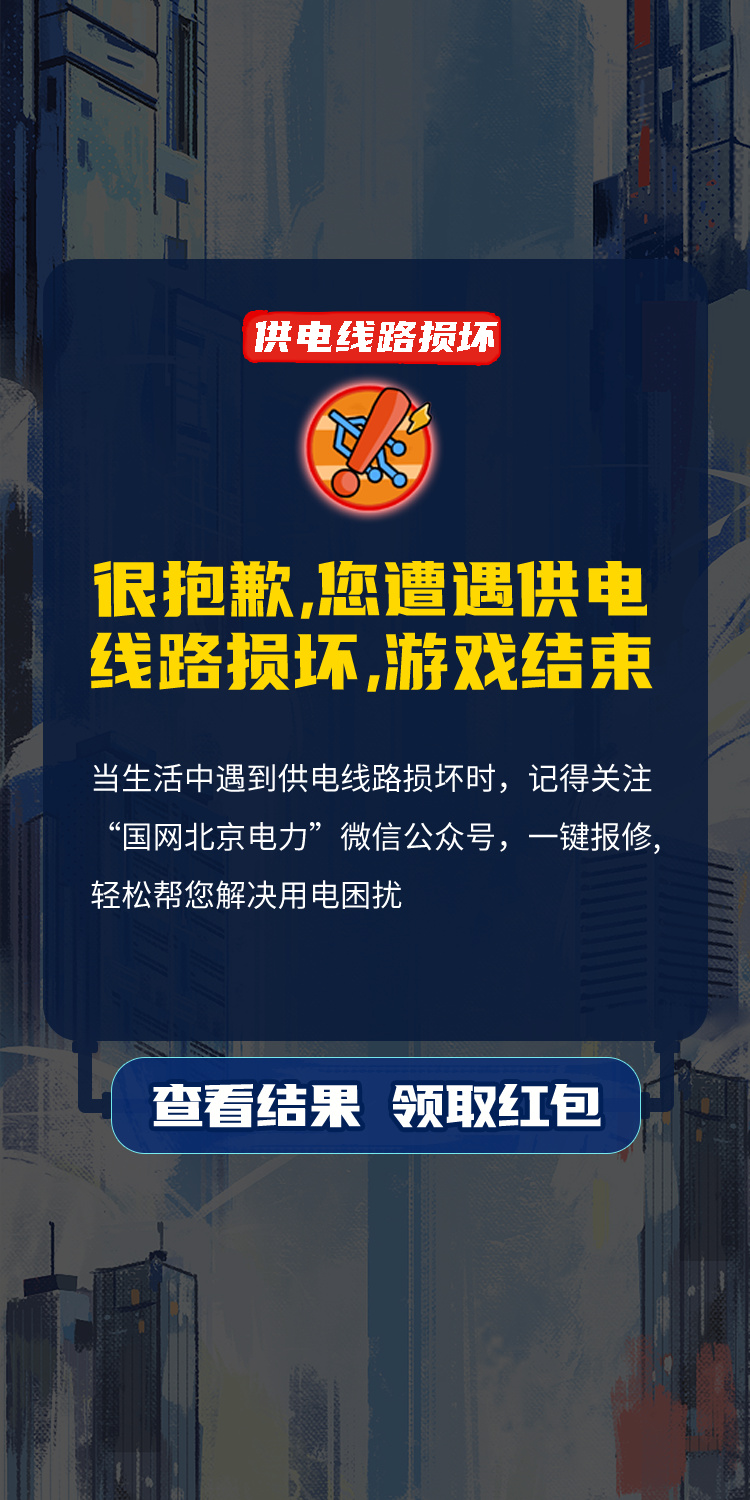 供电线路损坏
很抱歉,您遭遇供电
线路损坏,游戏结束
当生活中遇到供电线路损坏时，记得关注
“国网北京电力”微信公众号，一键报修,
轻松帮您解决用电困扰
查看结果 领取红包